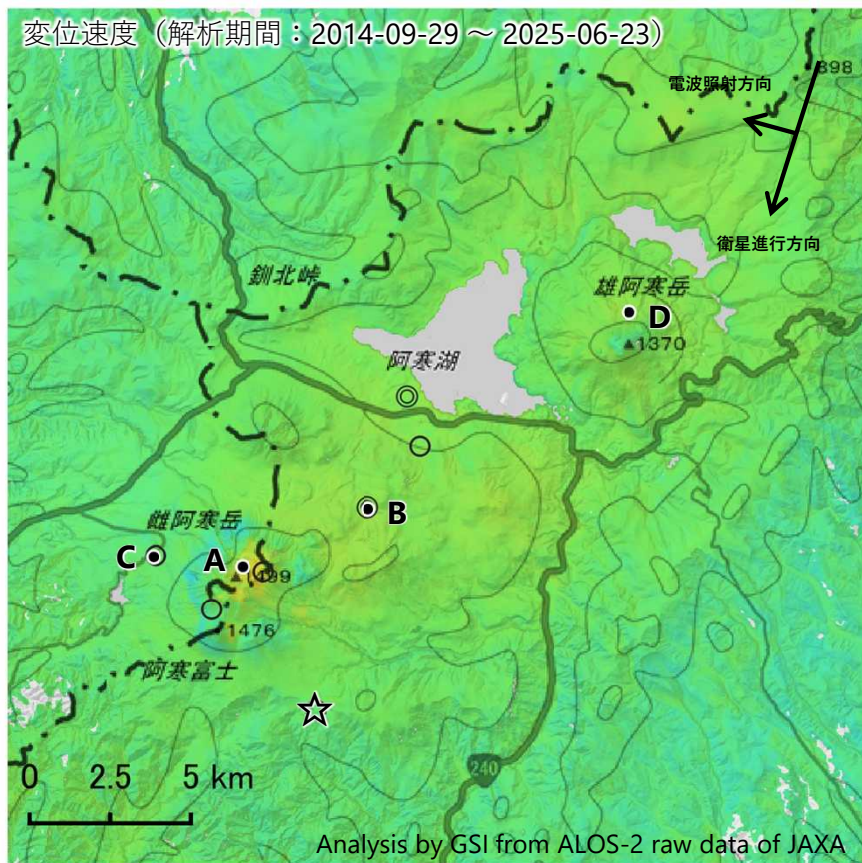 変位速度（解析期間：2014-09-29 ～ 2025-06-23）
898
電波照射方向
衛星進行方向
釧北峠
雄阿寒岳
D
1370
阿寒湖
B
雌阿寒岳
C
A
1499
1476
阿寒富士
240
0 2.5 5 km
Analysis by GSI from ALOS-2 raw data of JAXA